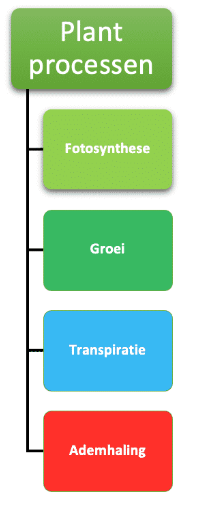 Plant
processen
Fotosynthese
Groei
Transpiratie
Ademhaling